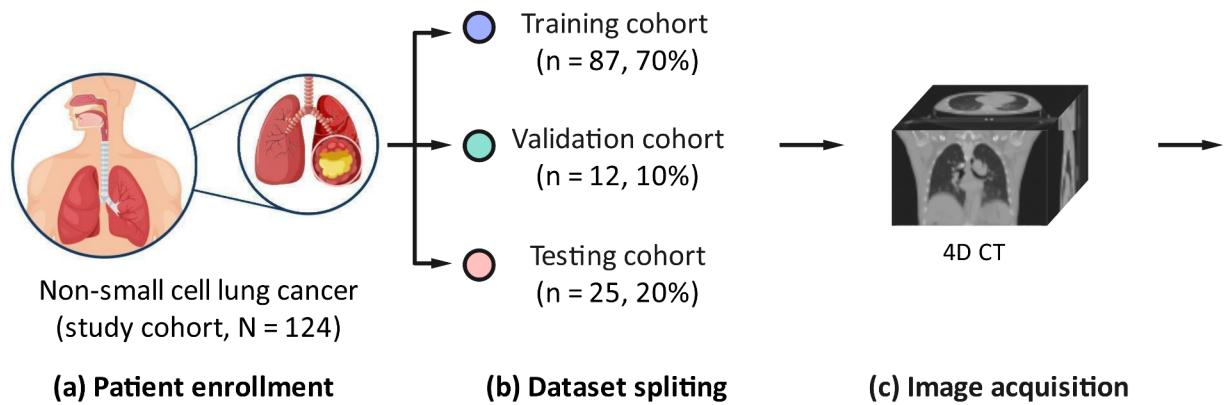 Training cohort
(n = 87, 70%)
Validation cohort
(n = 12, 10%)
Testing cohort
(n = 25, 20%)
Non-small cell lung cancer
(study cohort, N = 124)
4D CT
(a) Patient enrollment
(b) Dataset spliting
(c) Image acquisition